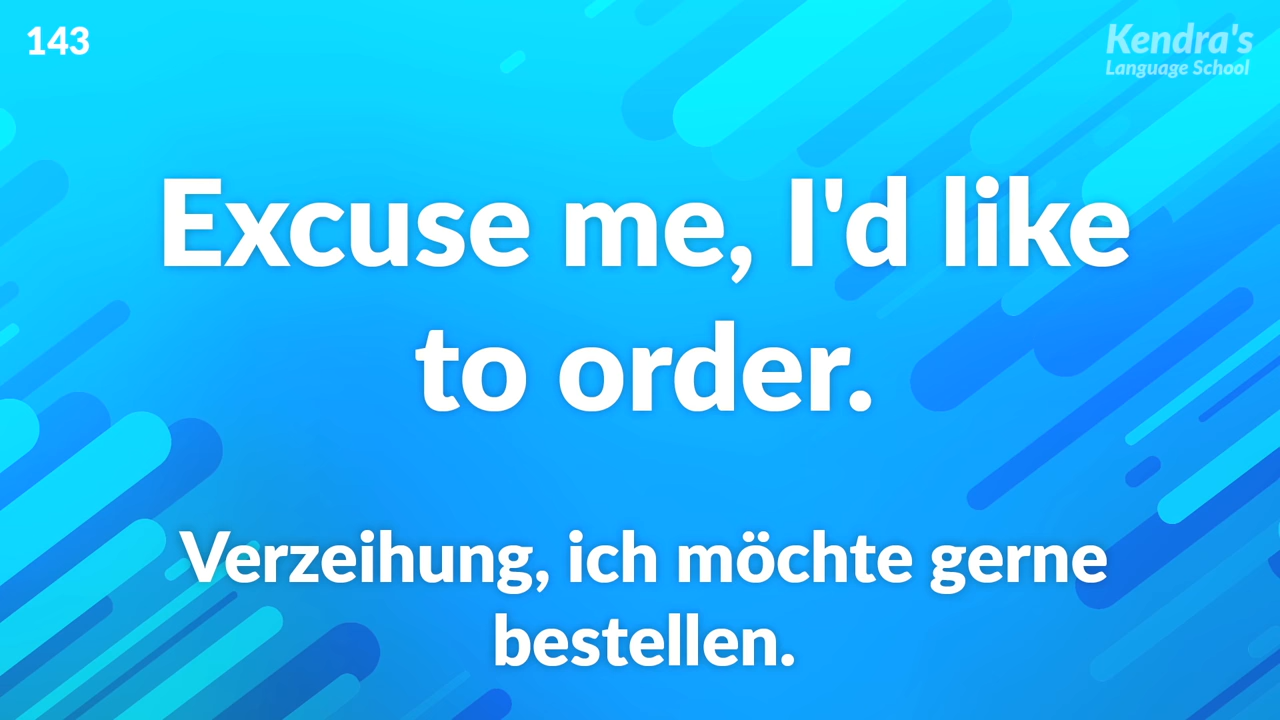 143
Kendra's
Language School
Excuse me, I'd like
to order.
Verzeihung, ich möchte gerne
bestellen.